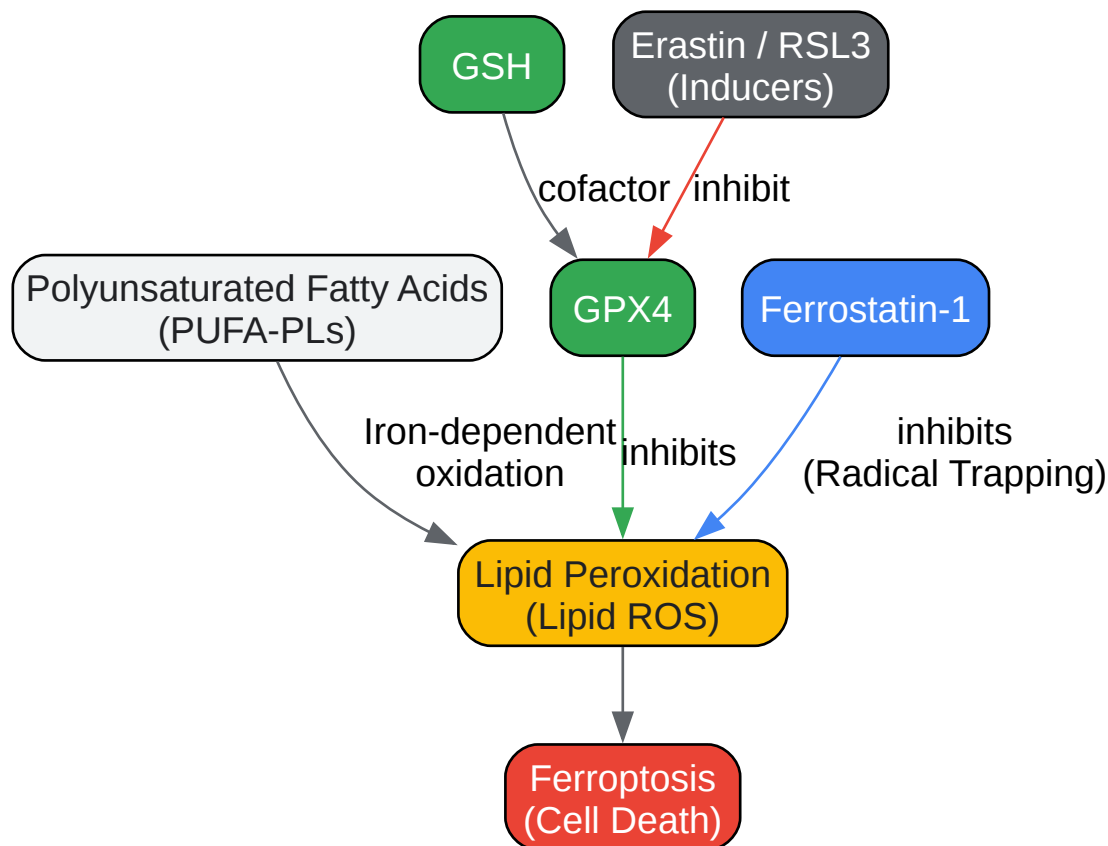 GSH
Erastin / RSL3
(Inducers)
cofactor
inhibit
Polyunsaturated Fatty Acids
(PUFA-PLs)
GPX4
Ferrostatin-1
Iron-dependent
oxidation
inhibits
inhibits
(Radical Trapping)
Lipid Peroxidation
(Lipid ROS)
Ferroptosis
(Cell Death)